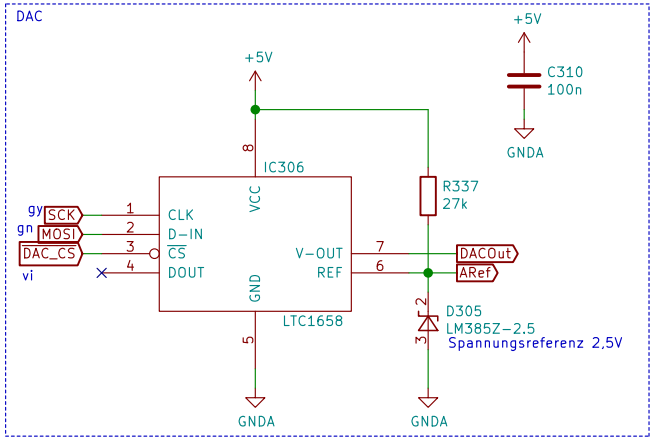 DAC
+5V
C310
100n
GNDA
+5V
8
IC306
VCC
R337
27k
gy
SCK
1
CLK
gn
MOSI
2
D-IN
DAC_CS
3
CS
V-OUT
7
DACOut
vi
4
DOUT
REF
6
ARef
GND
2
D305
LM385Z-2.5
LTC1658
5
3
Spannungsreferenz 2,5V
GNDA
GNDA